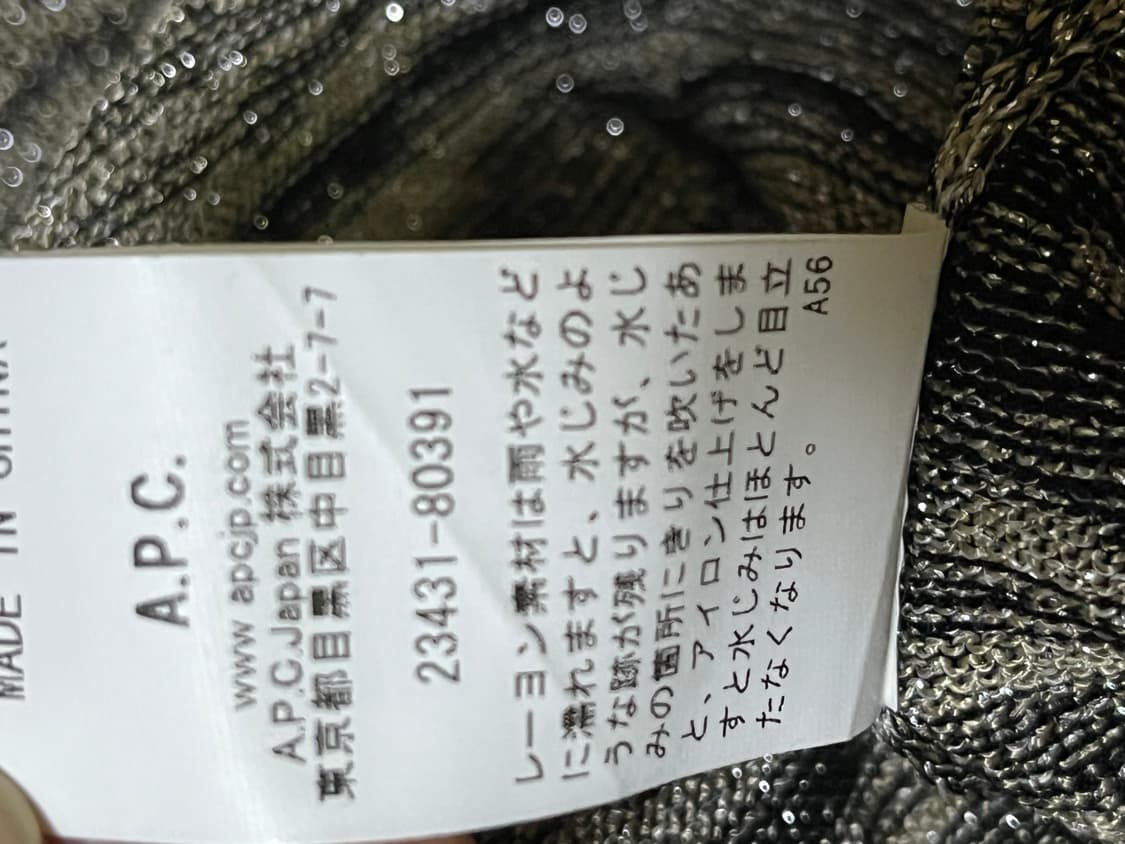 MADE IN CHINA
A.P.C.
www apcjp.com
A.P.C.Japan 株式会社
東京都目黒区中目黒2-7-7
23431-80391
レーヨン素材は雨や水など
に濡れますと、水じみのよ
うな跡が残りますが、水じ
みの箇所にきりを吹いたあ
と、アイロン仕上げをしま
すと水じみはほとんど目立
たなくなります。
A56